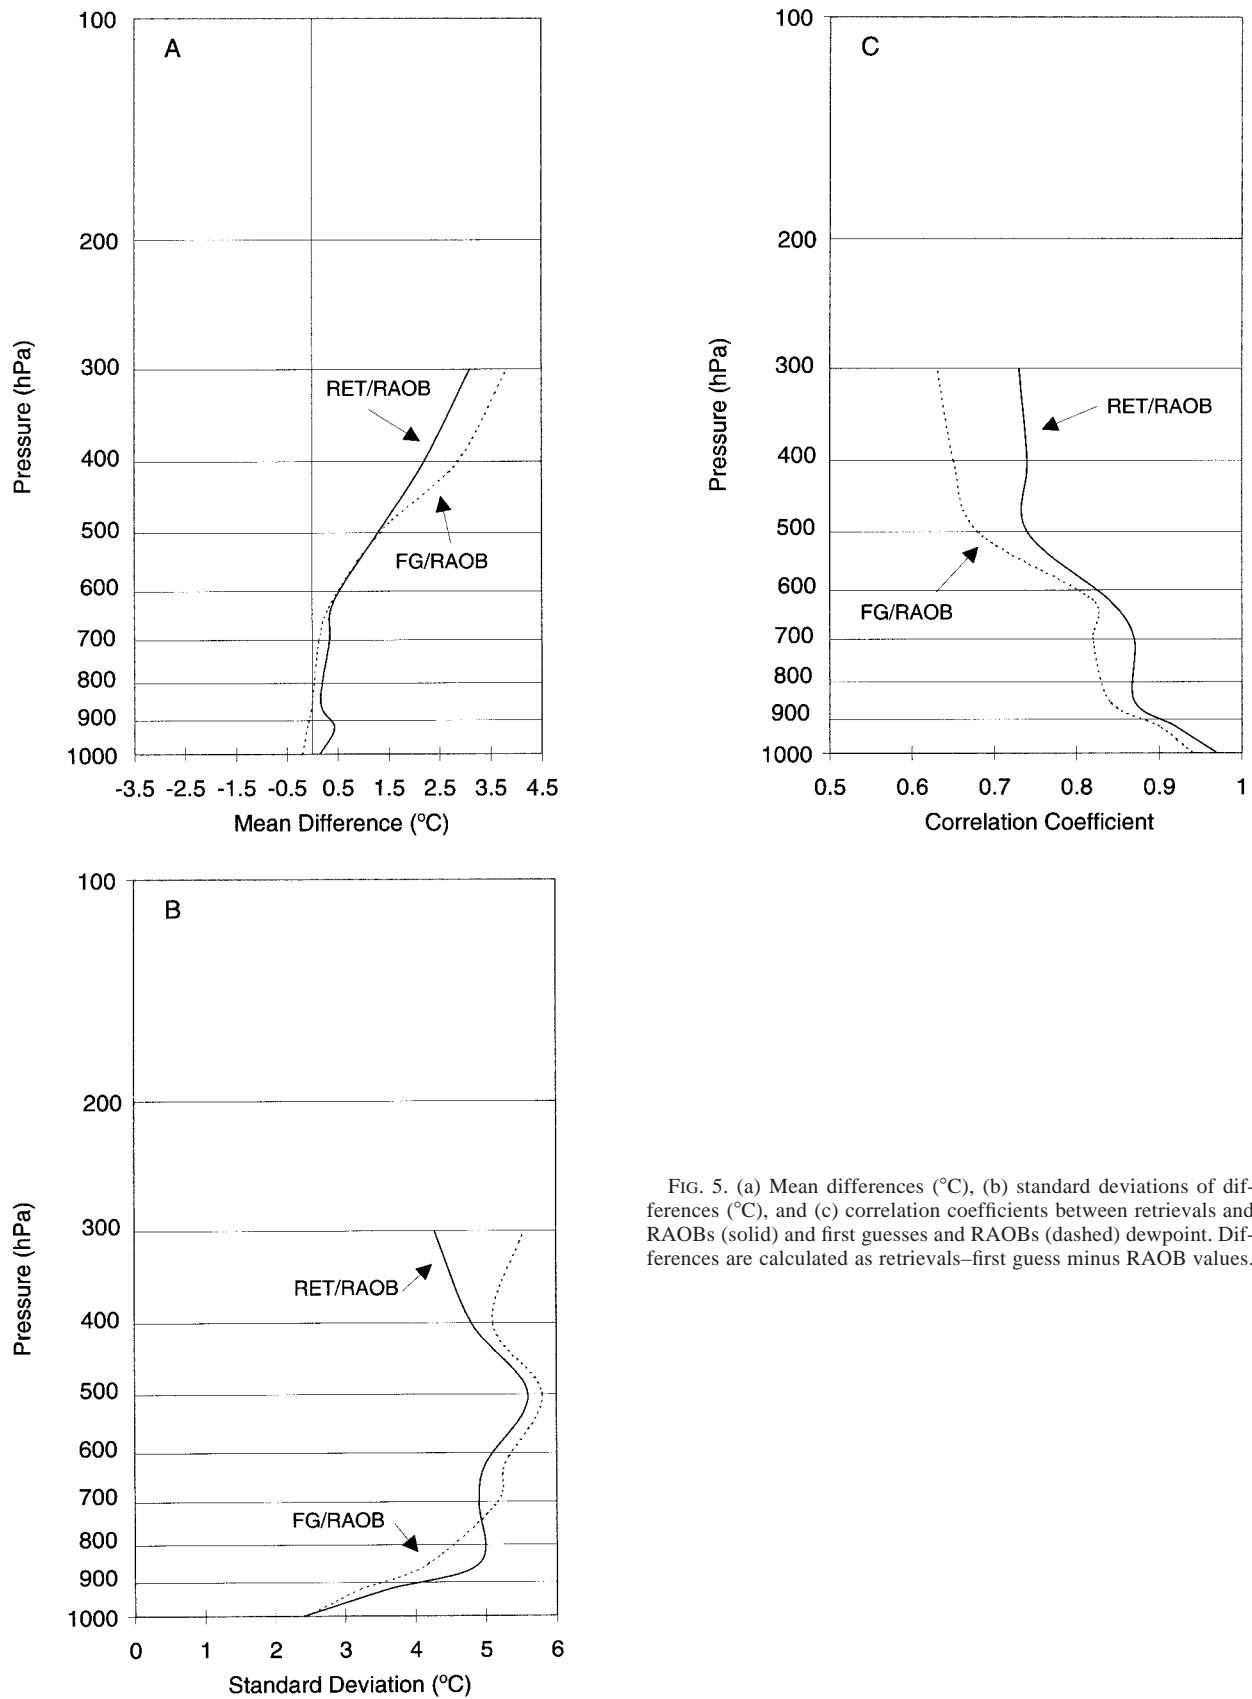 A
100
200
300
400
500
600
700
800
900
1000
Pressure (hPa)
RET/RAOB
FG/RAOB
-3.5 -2.5 -1.5 -0.5 0.5 1.5 2.5 3.5 4.5
Mean Difference (°C)
C
100
200
300
400
500
600
700
800
900
1000
Pressure (hPa)
RET/RAOB
FG/RAOB
0.5 0.6 0.7 0.8 0.9 1
Correlation Coefficient
B
100
200
300
400
500
600
700
800
900
1000
Pressure (hPa)
RET/RAOB
FG/RAOB
0 1 2 3 4 5 6
Standard Deviation (°C)
FIG. 5. (a) Mean differences (°C), (b) standard deviations of dif-
ferences (°C), and (c) correlation coefficients between retrievals and
RAOBs (solid) and first guesses and RAOBs (dashed) dewpoint. Dif-
ferences are calculated as retrievals–first guess minus RAOB values.